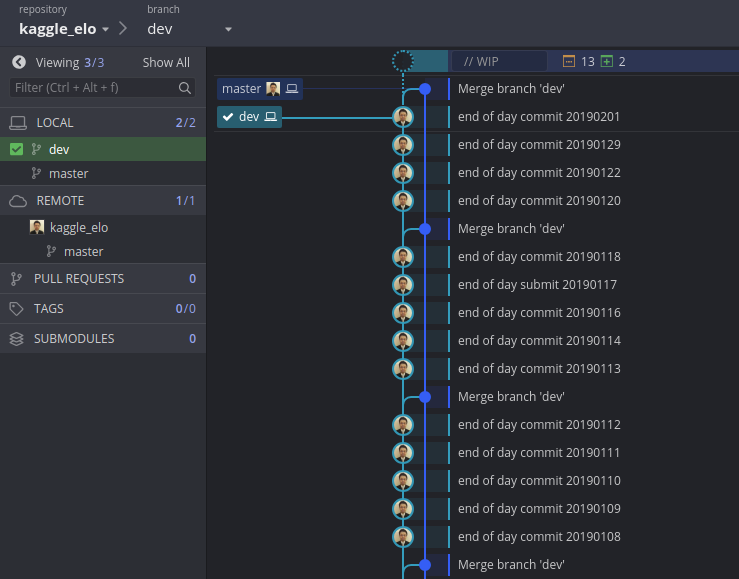 repository
branch
kaggle_elo
dev
Viewing 3/3
Show All
Filter (Ctrl + Alt + f)
LOCAL
2/2
dev
master
REMOTE
1/1
kaggle_elo
master
PULL REQUESTS
0
TAGS
0/0
SUBMODULES
0
// WIP
13
2
master
Merge branch 'dev'
dev
end of day commit 20190201
end of day commit 20190129
end of day commit 20190122
end of day commit 20190120
Merge branch 'dev'
end of day commit 20190118
end of day submit 20190117
end of day commit 20190116
end of day commit 20190114
end of day commit 20190113
Merge branch 'dev'
end of day commit 20190112
end of day commit 20190111
end of day commit 20190110
end of day commit 20190109
end of day commit 20190108
Merge branch 'dev'